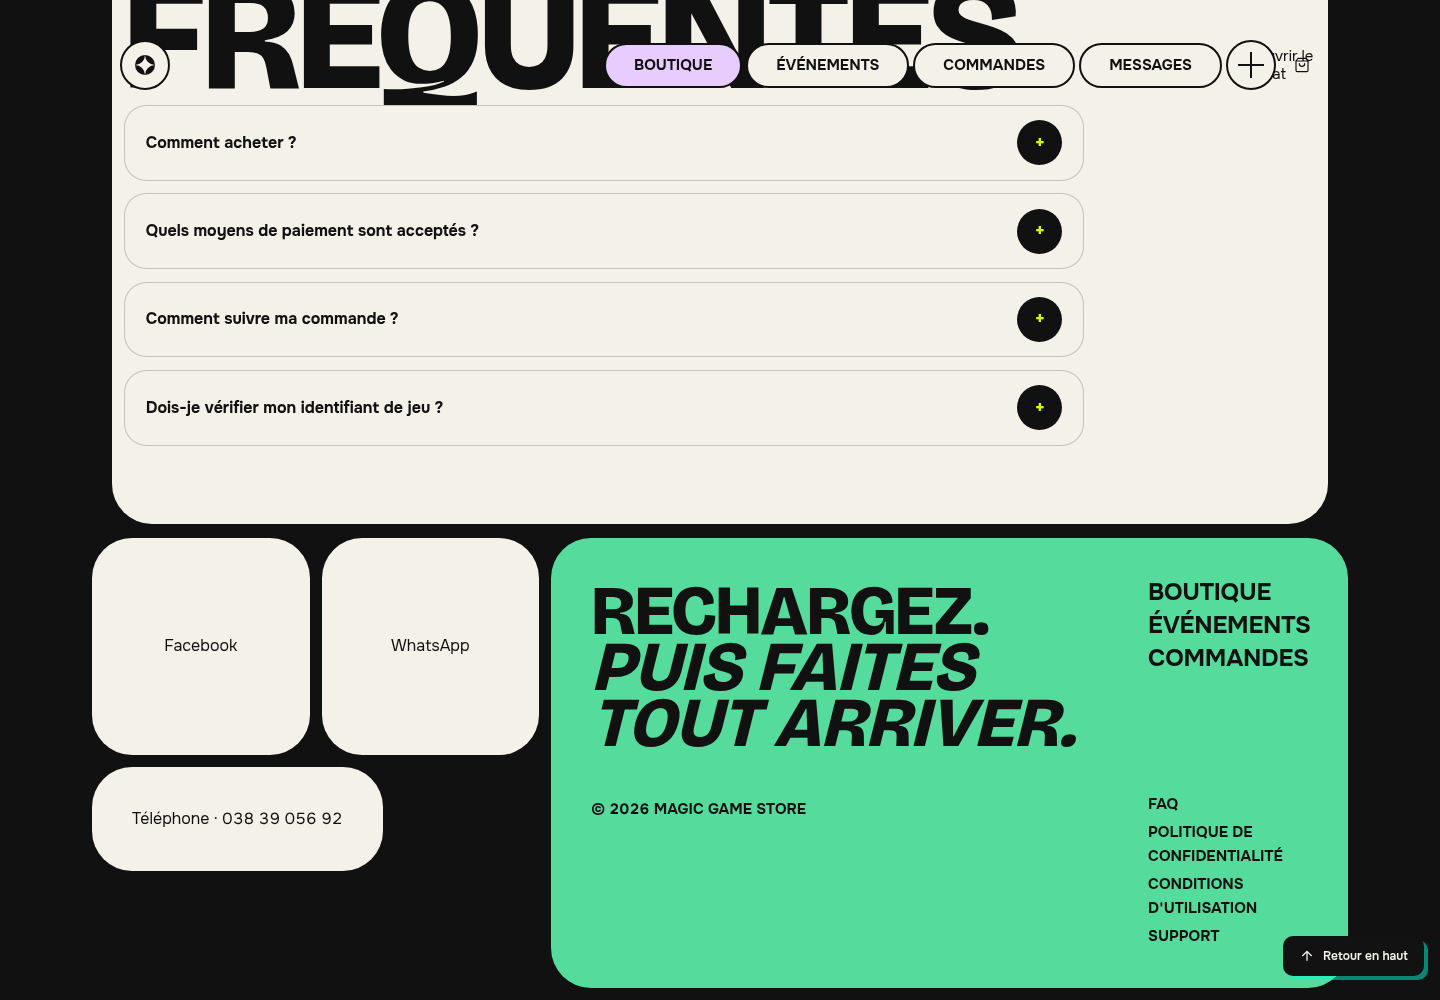 FRÉQUENTES
BOUTIQUE
ÉVÉNEMENTS
COMMANDES
MESSAGES
Comment acheter ?
+
Quels moyens de paiement sont acceptés ?
+
Comment suivre ma commande ?
+
Dois-je vérifier mon identifiant de jeu ?
+
Facebook
WhatsApp
Téléphone · 038 39 056 92
RECHARGEZ.
PUIS FAITES
TOUT ARRIVER.
© 2026 MAGIC GAME STORE
BOUTIQUE
ÉVÉNEMENTS
COMMANDES
FAQ
POLITIQUE DE
CONFIDENTIALITÉ
CONDITIONS
D'UTILISATION
SUPPORT
Retour en haut